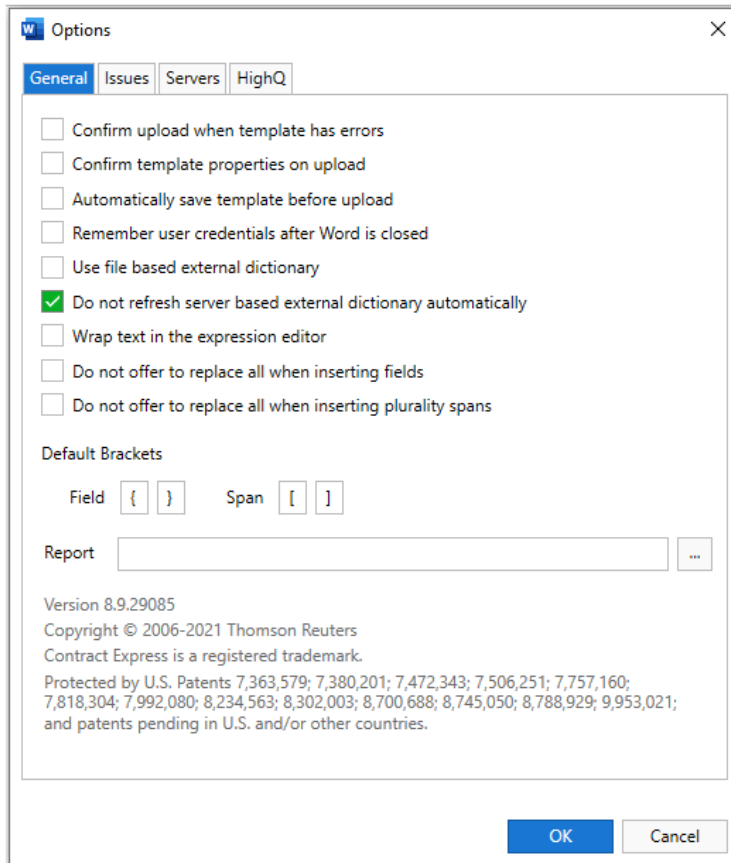 W Options
General Issues Servers HighQ
Confirm upload when template has errors
Confirm template properties on upload
Automatically save template before upload
Remember user credentials after Word is closed
Use file based external dictionary
Do not refresh server based external dictionary automatically
Wrap text in the expression editor
Do not offer to replace all when inserting fields
Do not offer to replace all when inserting plurality spans
Default Brackets
Field { } Span [ ]
Report ...
Version 8.9.29085
Copyright © 2006-2021 Thomson Reuters
Contract Express is a registered trademark.
Protected by U.S. Patents 7,363,579; 7,380,201; 7,472,343; 7,506,251; 7,757,160;
7,818,304; 7,992,080; 8,234,563; 8,302,003; 8,700,688; 8,745,050; 8,788,929; 9,953,021;
and patents pending in U.S. and/or other countries.
OK Cancel